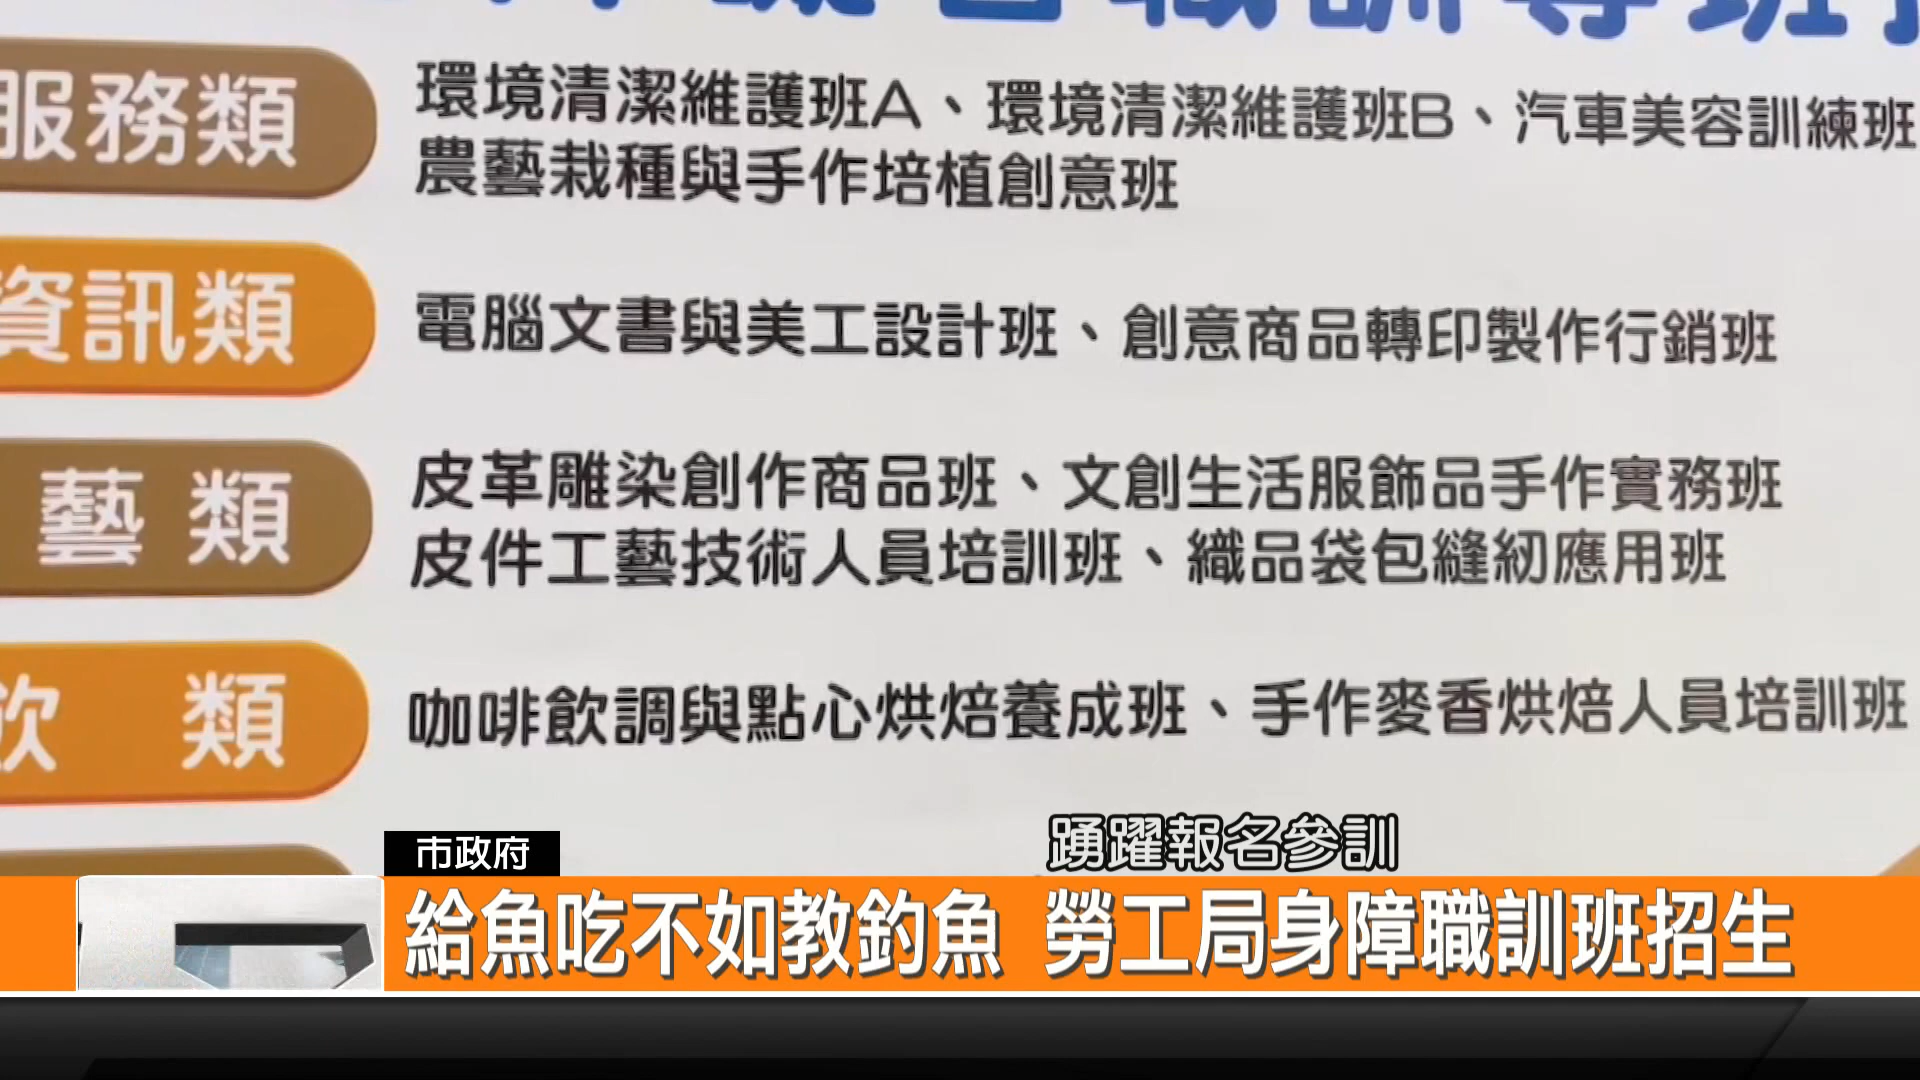 職訓專班
服務類
環境清潔維護班A、環境清潔維護班B、汽車美容訓練班
農藝栽種與手作培植創意班
資訊類
電腦文書與美工設計班、創意商品轉印製作行銷班
藝 類
皮革雕染創作商品班、文創生活服飾品手作實務班
皮件工藝技術人員培訓班、織品袋包縫紉應用班
飲 類
咖啡飲調與點心烘焙養成班、手作麥香烘焙人員培訓班
踴躍報名參訓
市政府
給魚吃不如教釣魚 勞工局身障職訓班招生